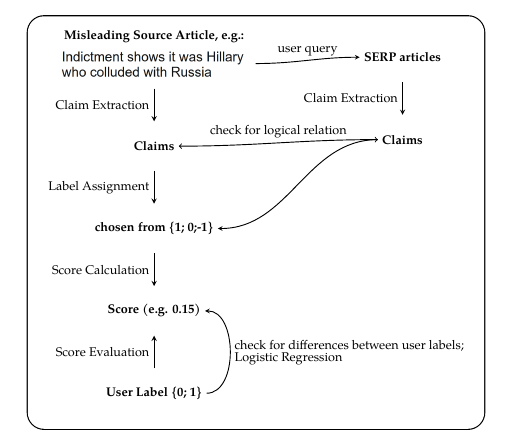 Misleading Source Article, e.g.:
Indictment shows it was Hillary
who colluded with Russia
user query
SERP articles
Claim Extraction
Claim Extraction
Claims
check for logical relation
Claims
Label Assignment
chosen from {1; 0;-1}
Score Calculation
Score (e.g. 0.15)
Score Evaluation
check for differences between user labels;
Logistic Regression
User Label {0; 1}